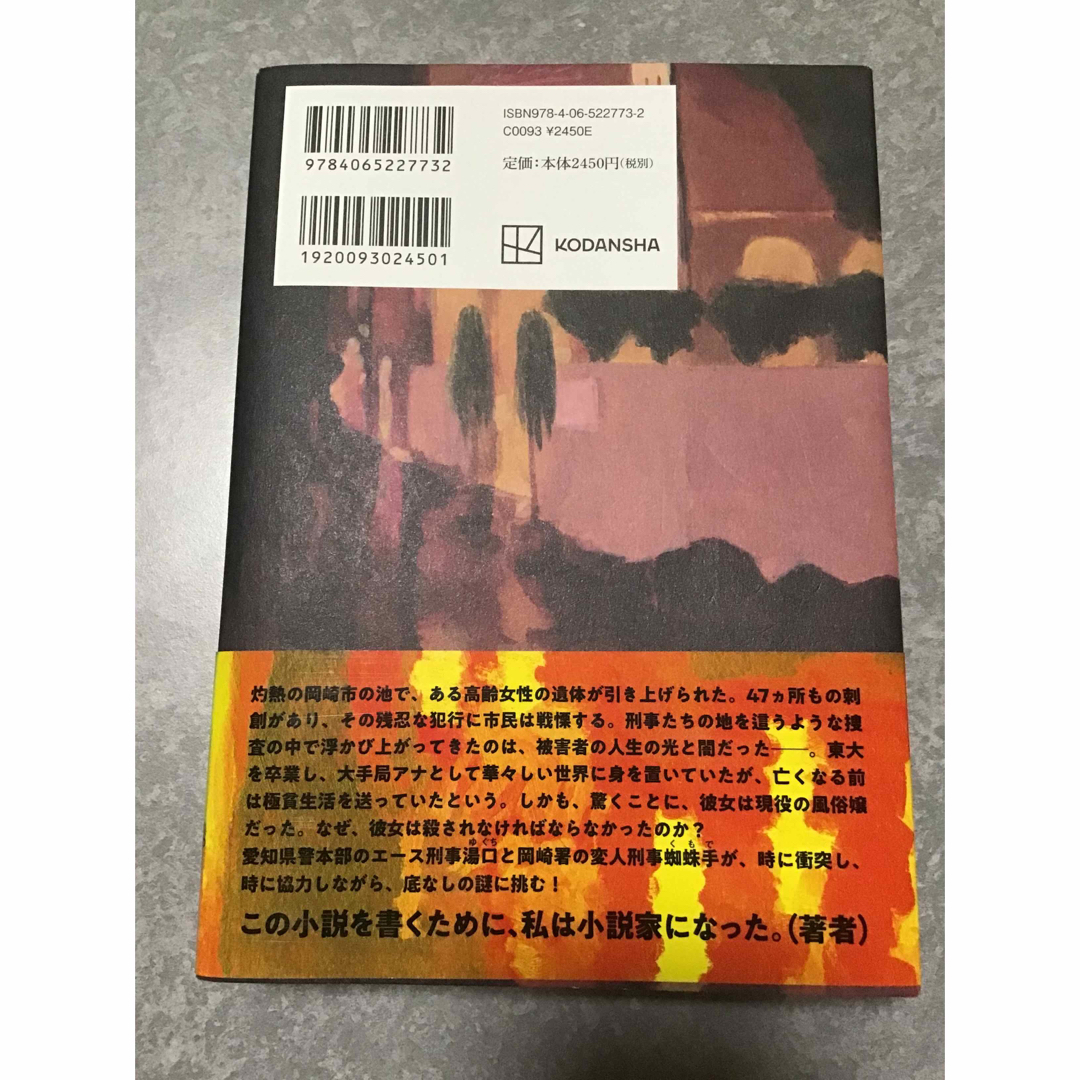 9784065227732
ISBN978-4-06-522773-2
C0093 ¥2450E
定価：本体2450円（税別）
1920093024501
KODANSHA
灼熱の岡崎市の池で、ある高齢女性の遺体が引き上げられた。47ヵ所もの刺
創があり、その残忍な犯行に市民は戦慄する。刑事たちの地を這うような捜
査の中で浮かび上がってきたのは、被害者の人生の光と闇だった――。東大
を卒業し、大手局アナとして華々しい世界に身を置いていたが、亡くなる前
は極貧生活を送っていたという。しかも、驚くことに、彼女は現役の風俗嬢
だった。なぜ、彼女は殺されなければならなかったのか？
ゆぐち
くもで
愛知県警本部のエース刑事湯口と岡崎署の変人刑事蜘蛛手が、時に衝突し、
時に協力しながら、底なしの謎に挑む！
この小説を書くために、私は小説家になった。（著者）